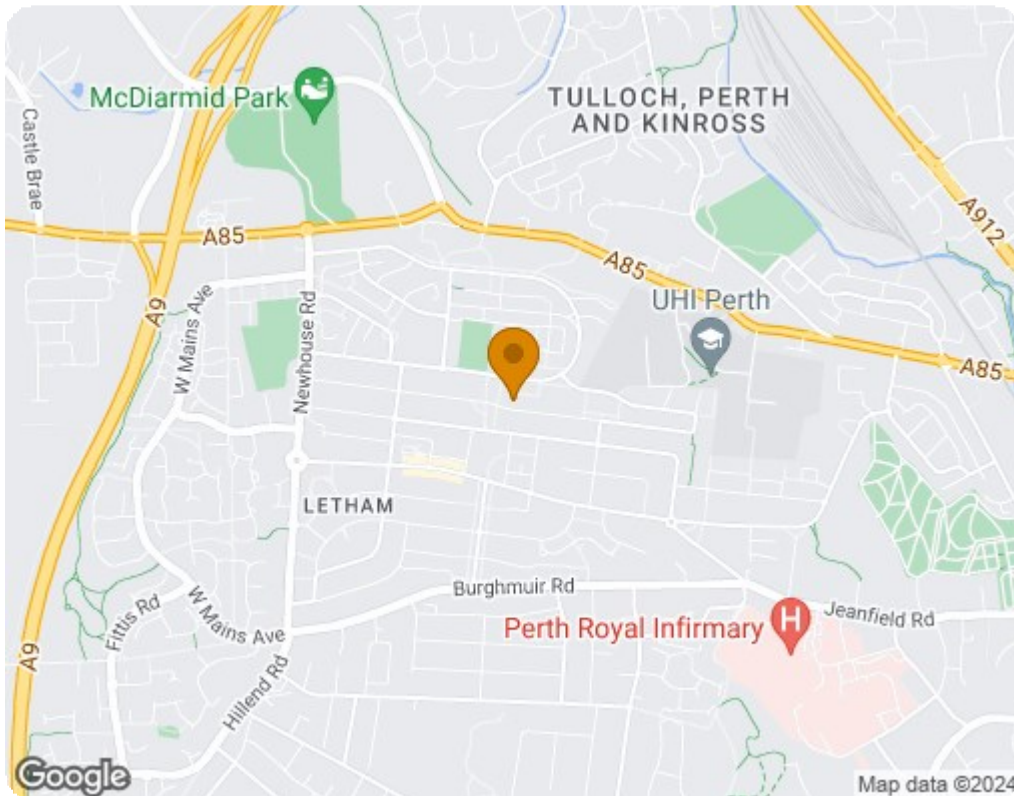 McDiarmid Park
TULLOCH, PERTH
AND KINROSS
Castle Brae
A912
A85
A85
UHI Perth
A9
W Mains Ave
Newhouse Rd
A85
LETHAM
Burghmuir Rd
Jeanfield Rd
Perth Royal Infirmary
H
Fittis Rd
W Mains Ave
A9
Hillend Rd
Google
Map data ©2024